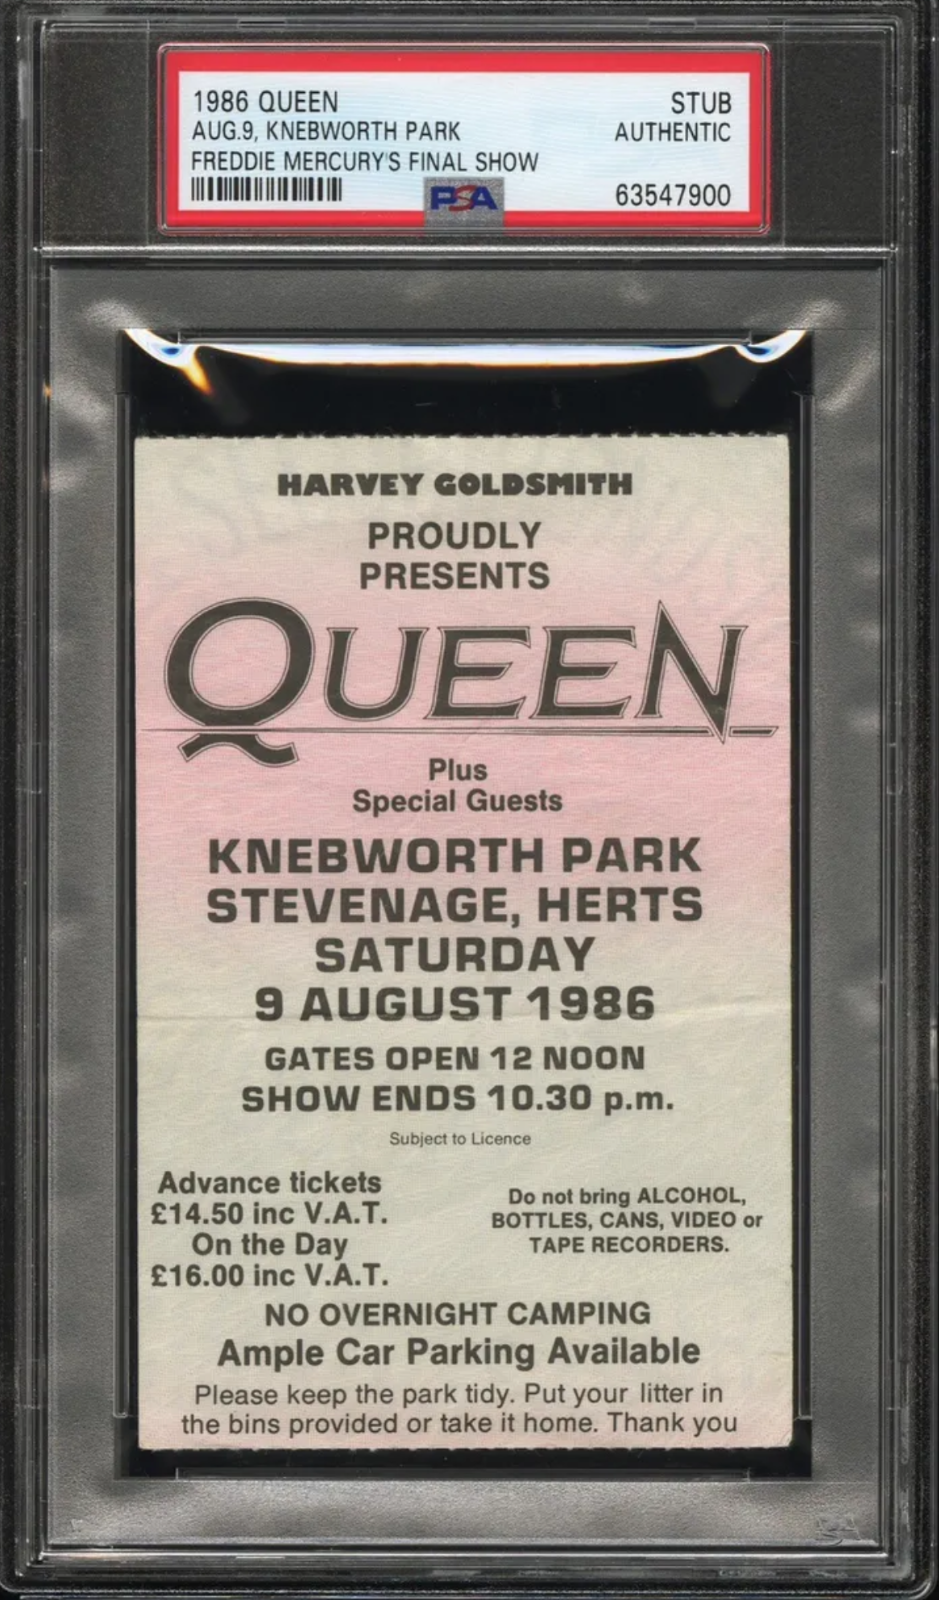 1986 QUEEN STUB
AUG.9, KNEBWORTH PARK AUTHENTIC
FREDDIE MERCURY'S FINAL SHOW
PSA 63547900
HARVEY GOLDSMITH
PROUDLY
PRESENTS
QUEEN
Plus
Special Guests
KNEBWORTH PARK
STEVENAGE, HERTS
SATURDAY
9 AUGUST 1986
GATES OPEN 12 NOON
SHOW ENDS 10.30 p.m.
Subject to Licence
Advance tickets
£14.50 inc V.A.T.
On the Day
£16.00 inc V.A.T.
Do not bring ALCOHOL,
BOTTLES, CANS, VIDEO or
TAPE RECORDERS.
NO OVERNIGHT CAMPING
Ample Car Parking Available
Please keep the park tidy. Put your litter in
the bins provided or take it home. Thank you